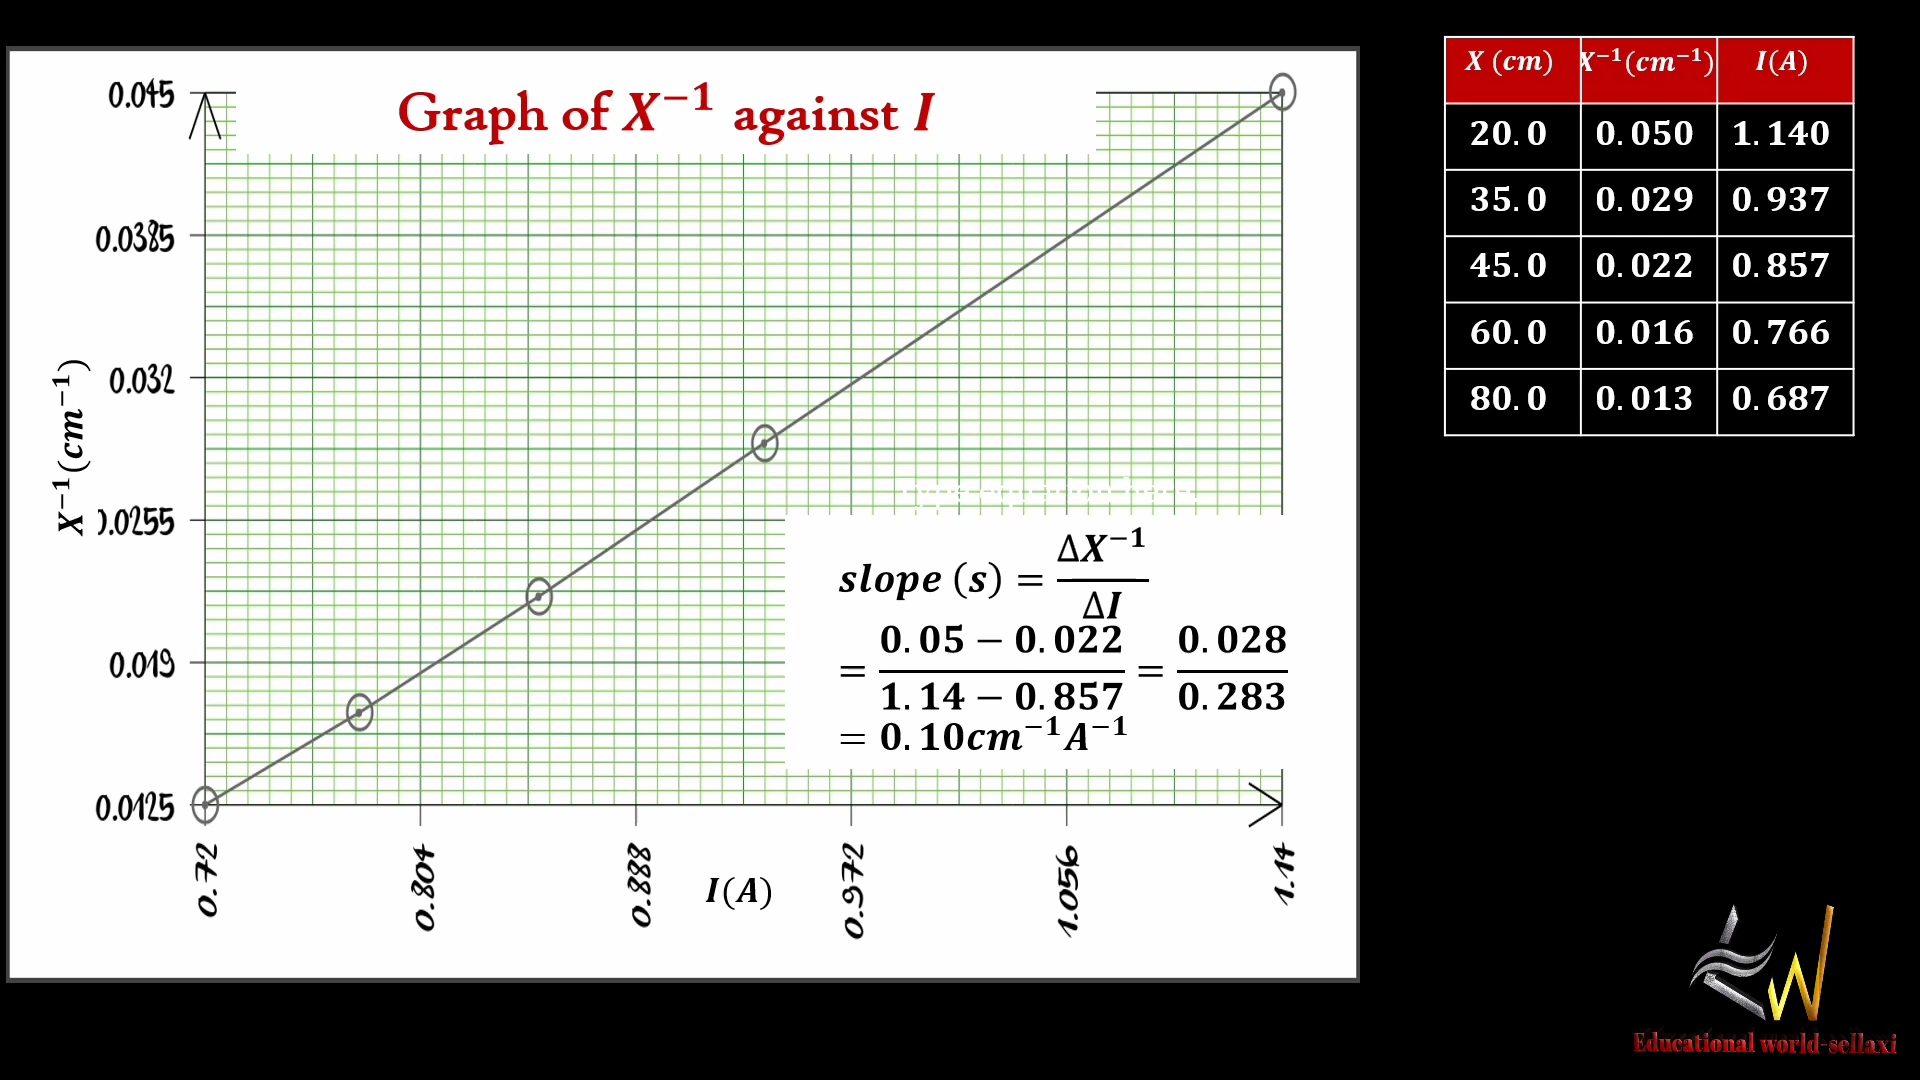 Graph of X⁻¹ against I
0.045
0.0385
0.032
0.0255
0.019
0.0125
X⁻¹(cm⁻¹)
0.72
0.804
0.888
0.972
1.056
1.14
I(A)
slope (s) = ΔX⁻¹/ΔI
= 0.05 − 0.022/1.14 − 0.857 = 0.028/0.283
= 0.10cm⁻¹A⁻¹
X (cm) X⁻¹(cm⁻¹) I(A)
20.0 0.050 1.140
35.0 0.029 0.937
45.0 0.022 0.857
60.0 0.016 0.766
80.0 0.013 0.687
Educational world-sellaxi